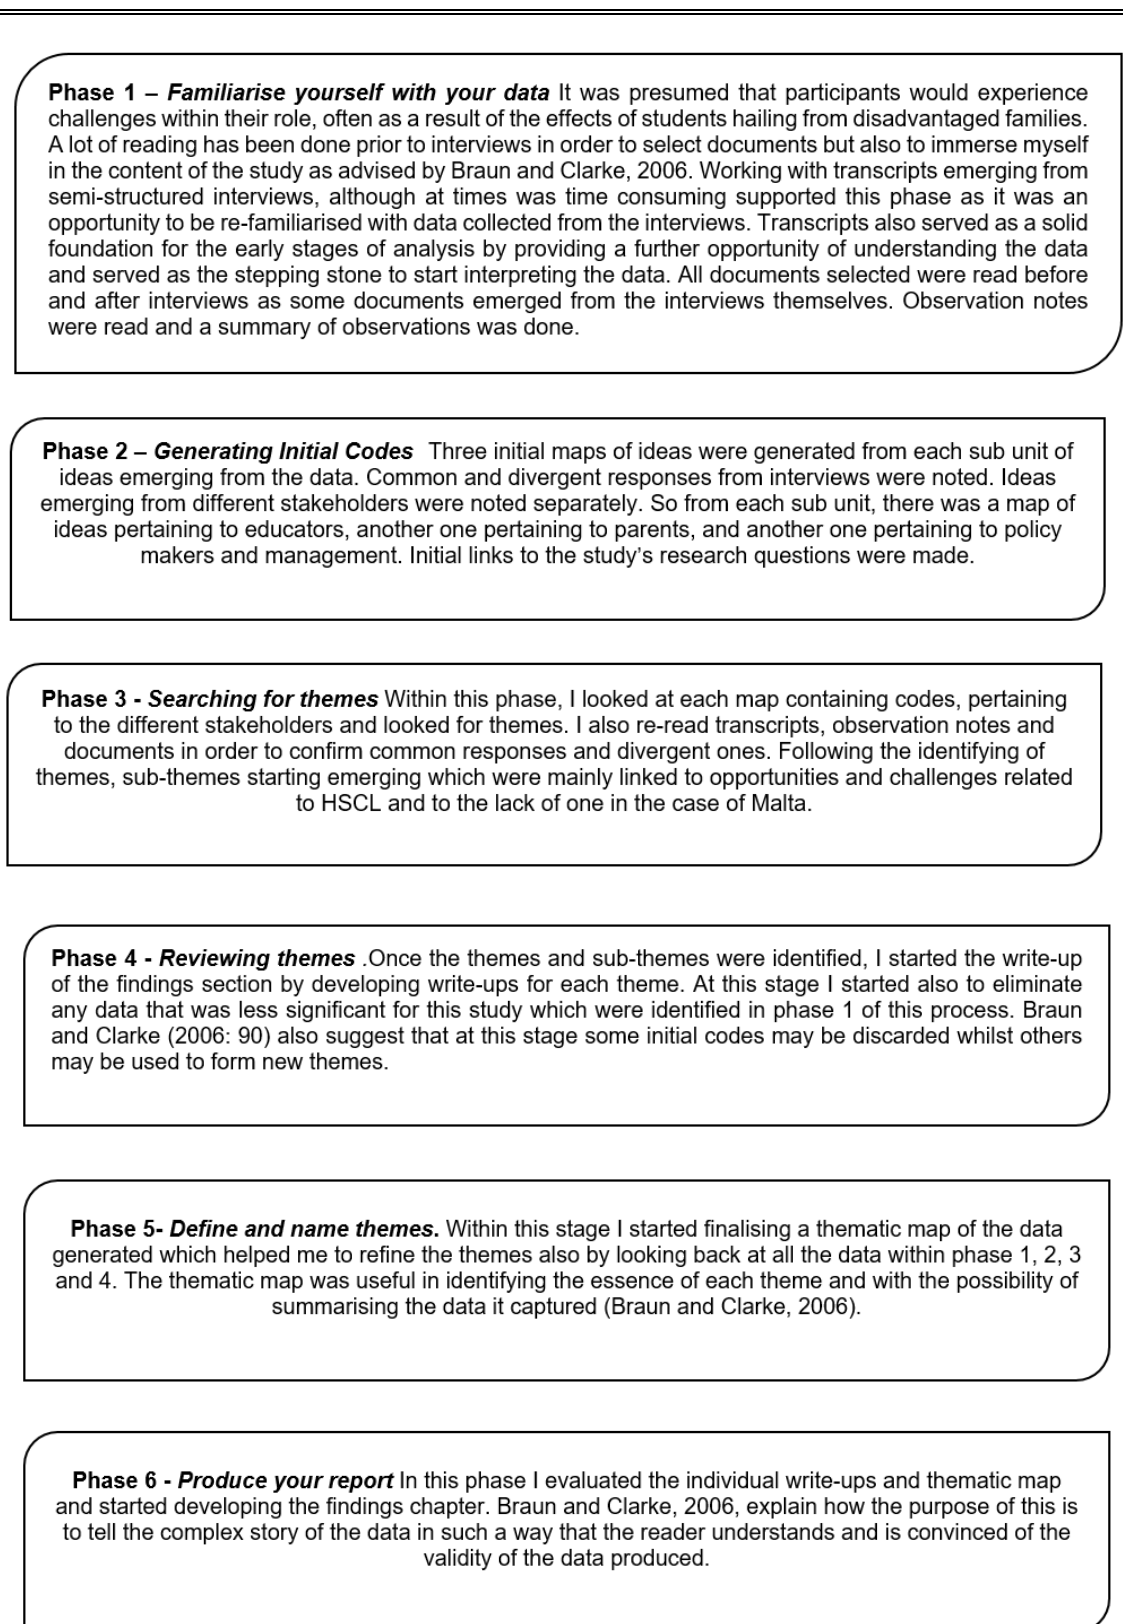 Phase 1 – Familiarise yourself with your data It was presumed that participants would experience
challenges within their role, often as a result of the effects of students hailing from disadvantaged families.
A lot of reading has been done prior to interviews in order to select documents but also to immerse myself
in the content of the study as advised by Braun and Clarke, 2006. Working with transcripts emerging from
semi-structured interviews, although at times was time consuming supported this phase as it was an
opportunity to be re-familiarised with data collected from the interviews. Transcripts also served as a solid
foundation for the early stages of analysis by providing a further opportunity of understanding the data
and served as the stepping stone to start interpreting the data. All documents selected were read before
and after interviews as some documents emerged from the interviews themselves. Observation notes
were read and a summary of observations was done.
Phase 2 – Generating Initial Codes Three initial maps of ideas were generated from each sub unit of
ideas emerging from the data. Common and divergent responses from interviews were noted. Ideas
emerging from different stakeholders were noted separately. So from each sub unit, there was a map of
ideas pertaining to educators, another one pertaining to parents, and another one pertaining to policy
makers and management. Initial links to the study's research questions were made.
Phase 3 - Searching for themes Within this phase, I looked at each map containing codes, pertaining
to the different stakeholders and looked for themes. I also re-read transcripts, observation notes and
documents in order to confirm common responses and divergent ones. Following the identifying of
themes, sub-themes starting emerging which were mainly linked to opportunities and challenges related
to HSCL and to the lack of one in the case of Malta.
Phase 4 - Reviewing themes .Once the themes and sub-themes were identified, I started the write-up
of the findings section by developing write-ups for each theme. At this stage I started also to eliminate
any data that was less significant for this study which were identified in phase 1 of this process. Braun
and Clarke (2006: 90) also suggest that at this stage some initial codes may be discarded whilst others
may be used to form new themes.
Phase 5- Define and name themes. Within this stage I started finalising a thematic map of the data
generated which helped me to refine the themes also by looking back at all the data within phase 1, 2, 3
and 4. The thematic map was useful in identifying the essence of each theme and with the possibility of
summarising the data it captured (Braun and Clarke, 2006).
Phase 6 - Produce your report In this phase I evaluated the individual write-ups and thematic map
and started developing the findings chapter. Braun and Clarke, 2006, explain how the purpose of this is
to tell the complex story of the data in such a way that the reader understands and is convinced of the
validity of the data produced.